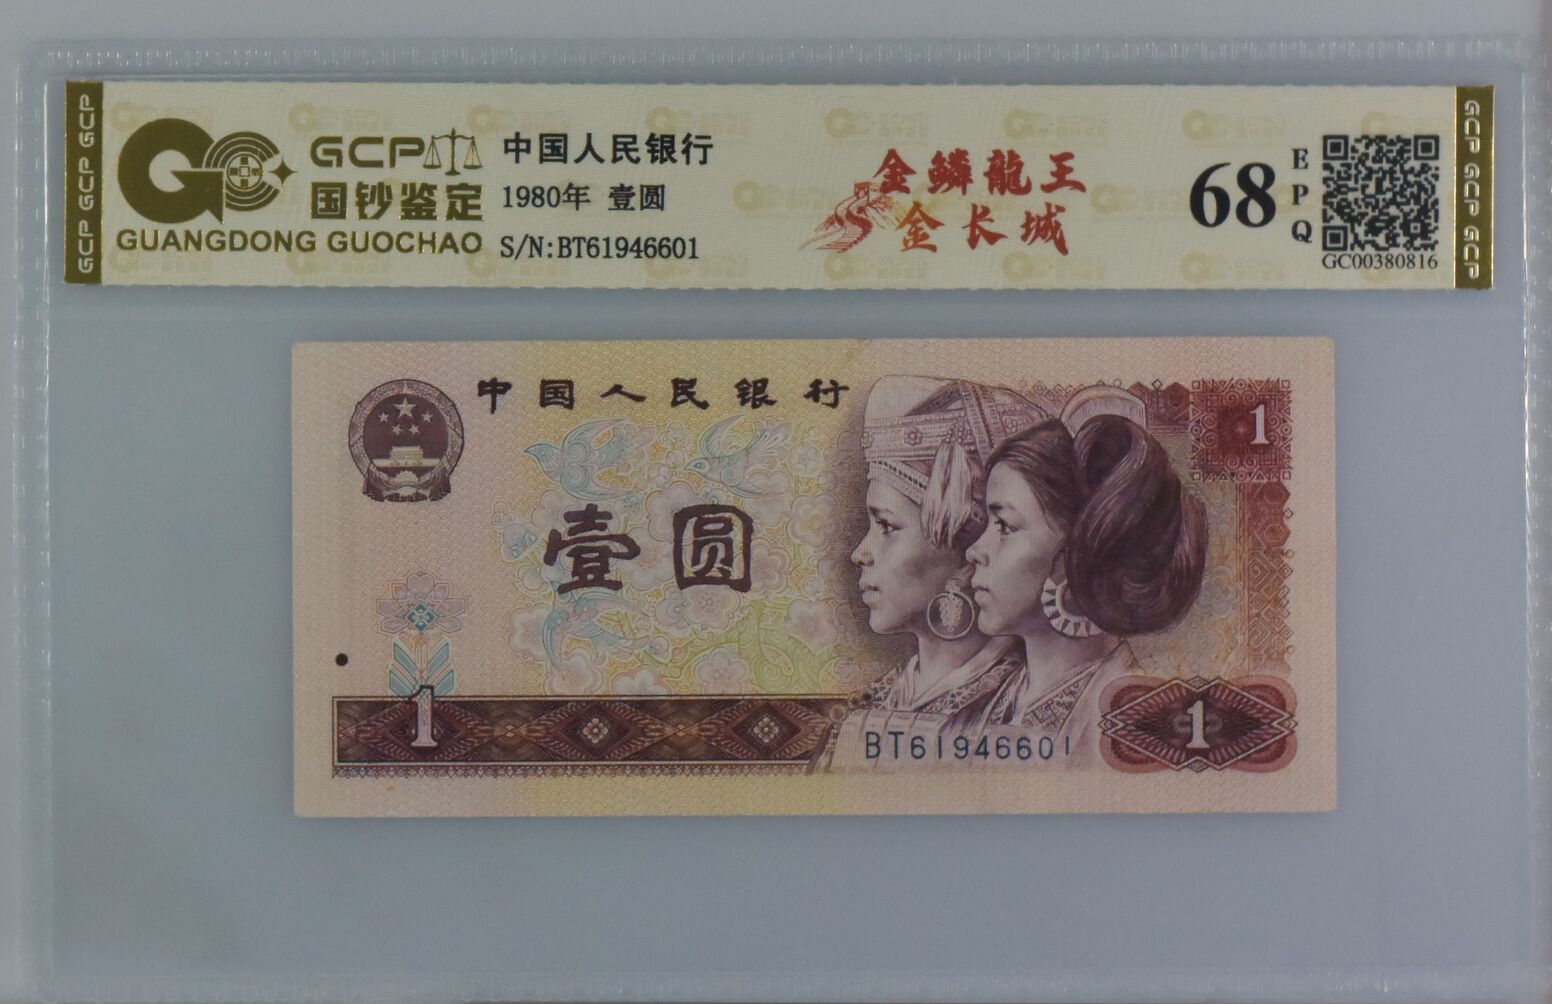 GCP GCP GCP
GCP
国钞鉴定
GUANGDONG GUOCHAO
中国人民银行
1980年 壹圆
S/N:BT61946601
金鳞龍王
金长城
68
EPQ
GC00380816
GCP GCP GCP
中国人民银行
1
壹圆
1
BT61946601
1